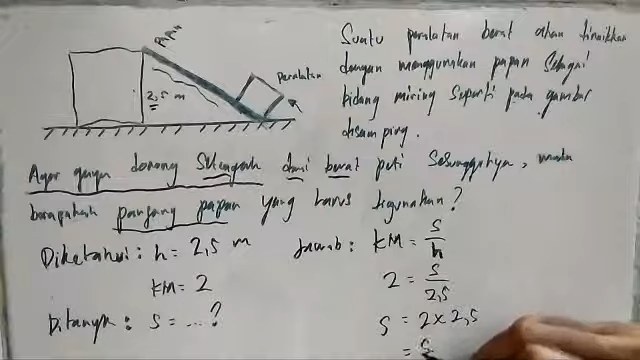 Suatu peralatan berat akan dinaikkan
dengan menggunakan papan sebagai
bidang miring seperti pada gambar
disamping.
peralatan
2,5 m
Agar gaya dorong setengah dari berat peti sesungguhnya, maka
berapakah panjang papan yang harus digunakan?
Diketahui: h = 2,5 m
KM = 2
Ditanya: s = ...?
Jawab: KM = s/h
2 = s/2,5
s = 2 x 2,5
=